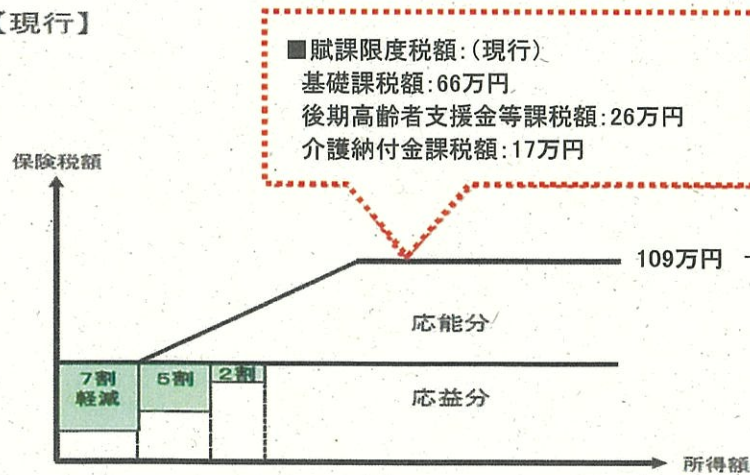 【現行】
■賦課限度税額:(現行)
基礎課税額:66万円
後期高齢者支援金等課税額:26万円
介護納付金課税額:17万円
保険税額
109万円
応能分
7割
軽減
5割
2割
応益分
所得額